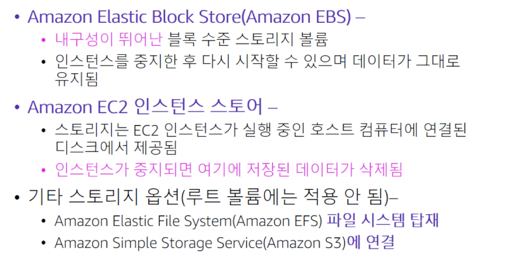 • Amazon Elastic Block Store(Amazon EBS) –
• 내구성이 뛰어난 블록 수준 스토리지 볼륨
• 인스턴스를 중지한 후 다시 시작할 수 있으며 데이터가 그대로
유지됨
• Amazon EC2 인스턴스 스토어 –
• 스토리지는 EC2 인스턴스가 실행 중인 호스트 컴퓨터에 연결된
디스크에서 제공됨
• 인스턴스가 중지되면 여기에 저장된 데이터가 삭제됨
• 기타 스토리지 옵션(루트 볼륨에는 적용 안 됨)–
• Amazon Elastic File System(Amazon EFS) 파일 시스템 탑재
• Amazon Simple Storage Service(Amazon S3)에 연결